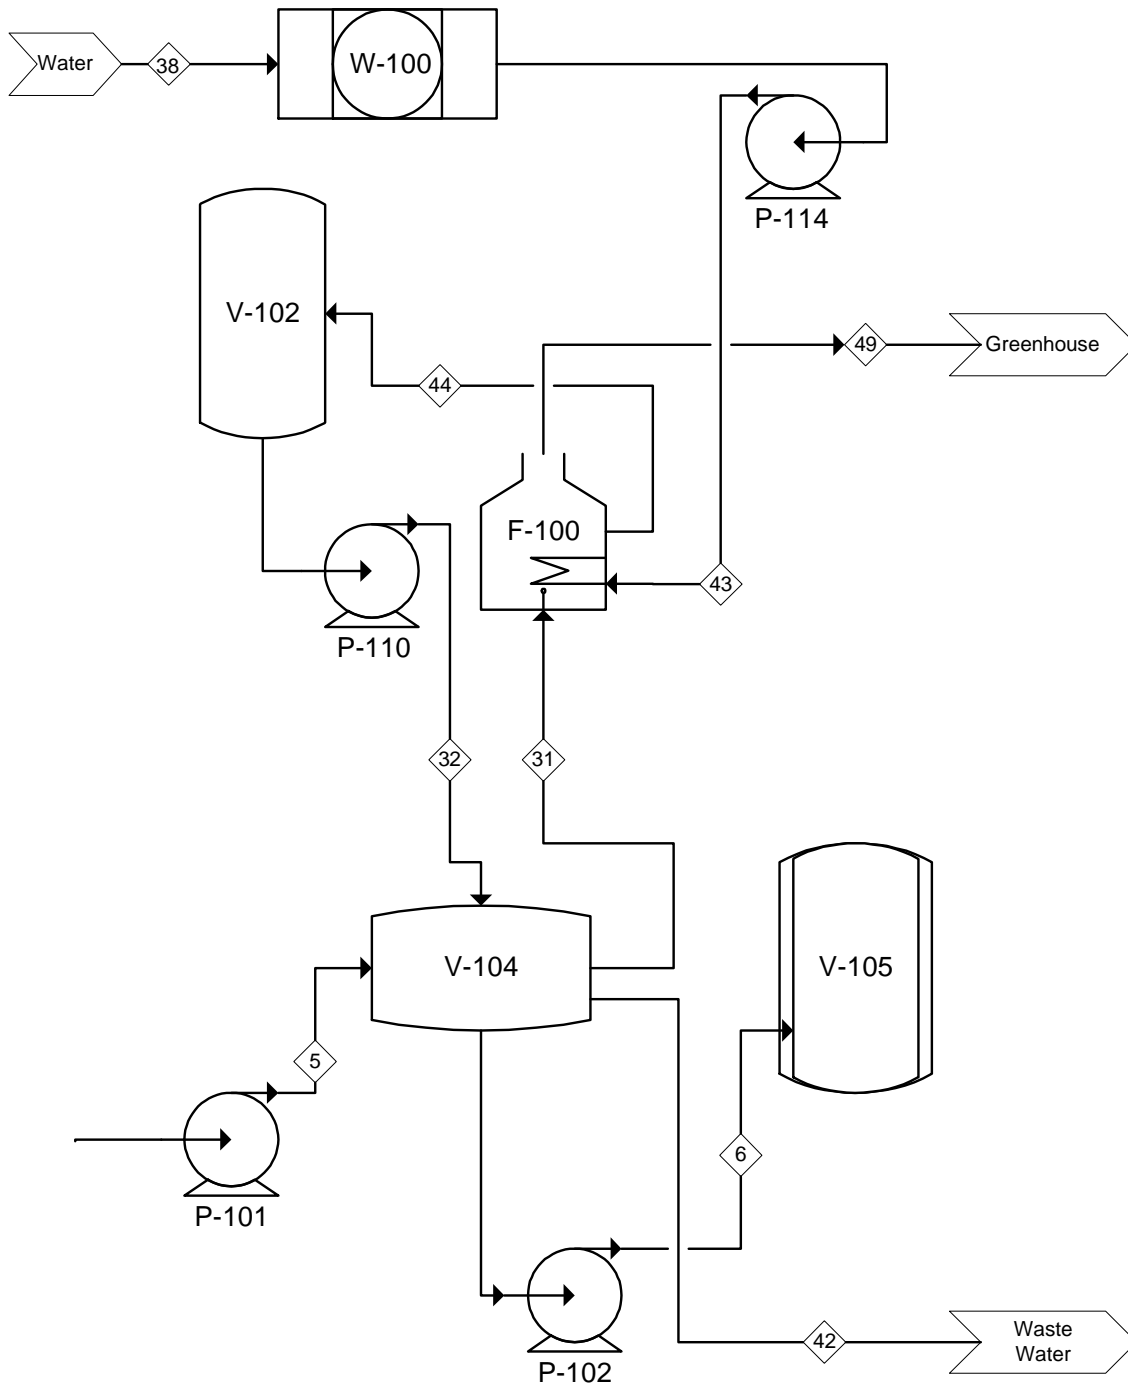 Water
38
W-100
P-114
V-102
44
49
Greenhouse
F-100
43
P-110
32
31
V-104
V-105
5
P-101
6
P-102
42
Waste
Water